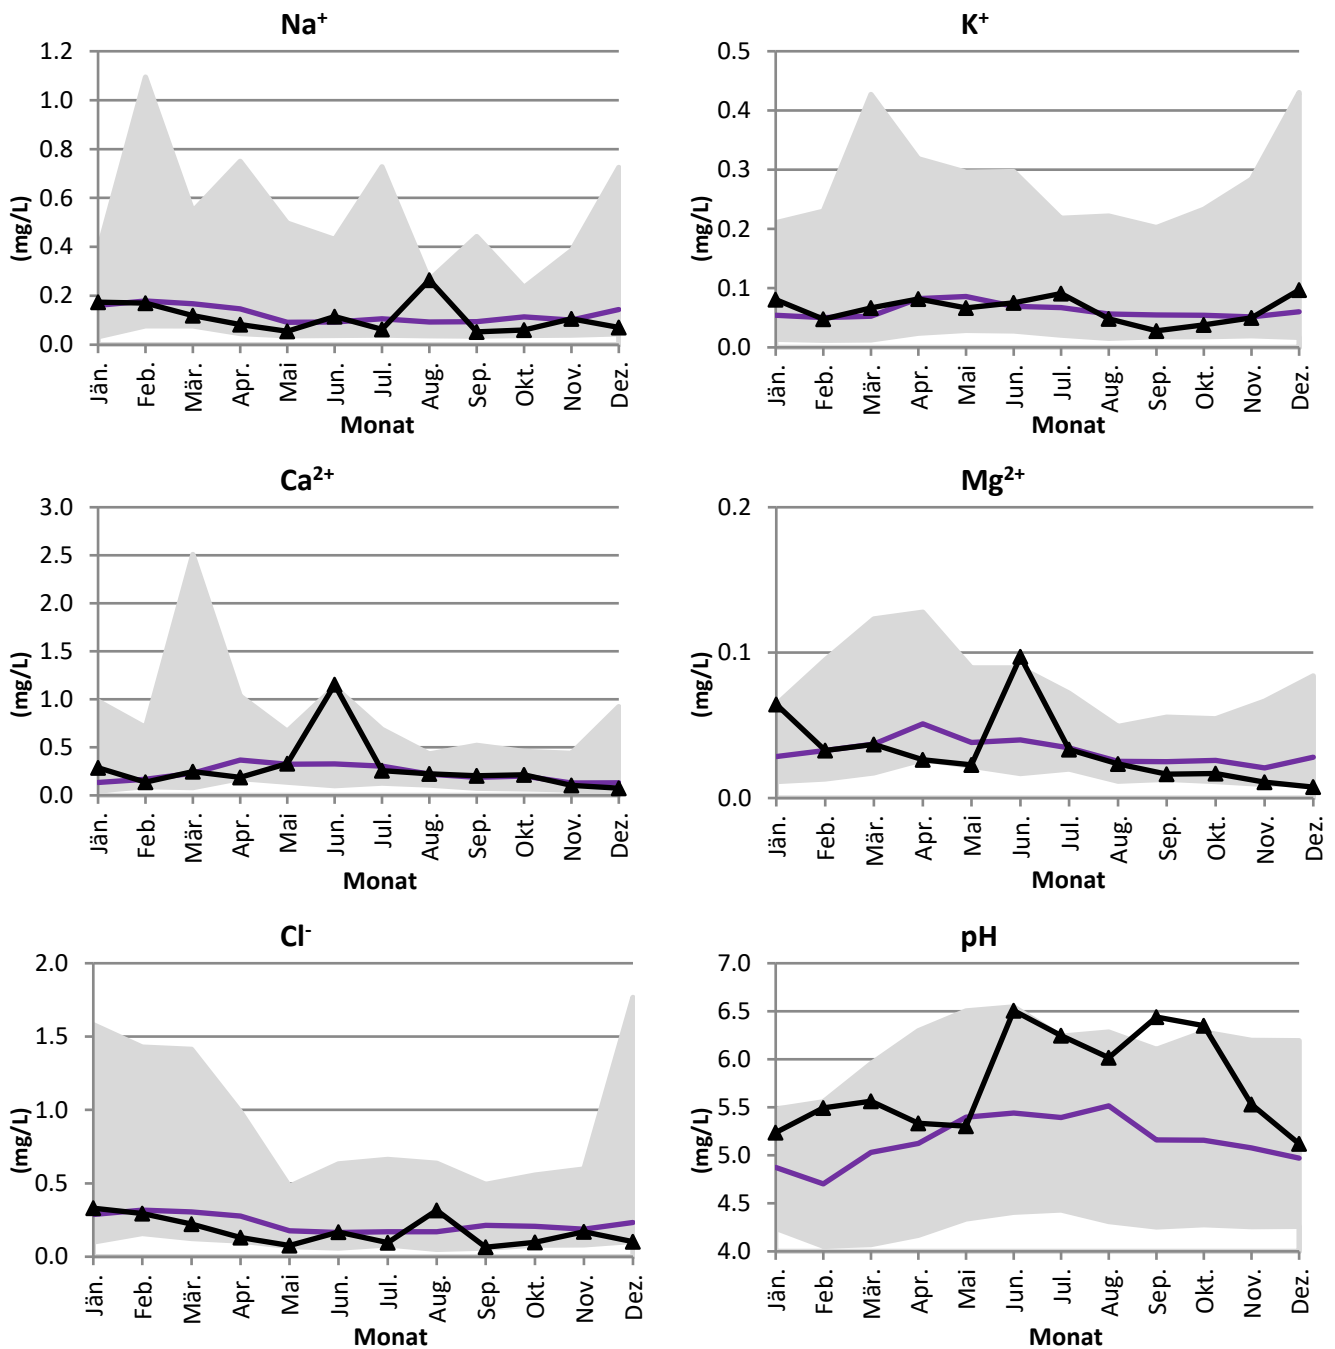 Na⁺
1.2
1.0
0.8
0.6
0.4
0.2
0.0
(mg/L)
Jän. Feb. Mär. Apr. Mai Jun. Jul. Aug. Sep. Okt. Nov. Dez.
Monat
K⁺
0.5
0.4
0.3
0.2
0.1
0.0
(mg/L)
Jän. Feb. Mär. Apr. Mai Jun. Jul. Aug. Sep. Okt. Nov. Dez.
Monat
Ca²⁺
3.0
2.5
2.0
1.5
1.0
0.5
0.0
(mg/L)
Jän. Feb. Mär. Apr. Mai Jun. Jul. Aug. Sep. Okt. Nov. Dez.
Monat
Mg²⁺
0.2
0.1
0.0
(mg/L)
Jän. Feb. Mär. Apr. Mai Jun. Jul. Aug. Sep. Okt. Nov. Dez.
Monat
Cl⁻
2.0
1.5
1.0
0.5
0.0
(mg/L)
Jän. Feb. Mär. Apr. Mai Jun. Jul. Aug. Sep. Okt. Nov. Dez.
Monat
pH
7.0
6.5
6.0
5.5
5.0
4.5
4.0
(mg/L)
Jän. Feb. Mär. Apr. Mai Jun. Jul. Aug. Sep. Okt. Nov. Dez.
Monat